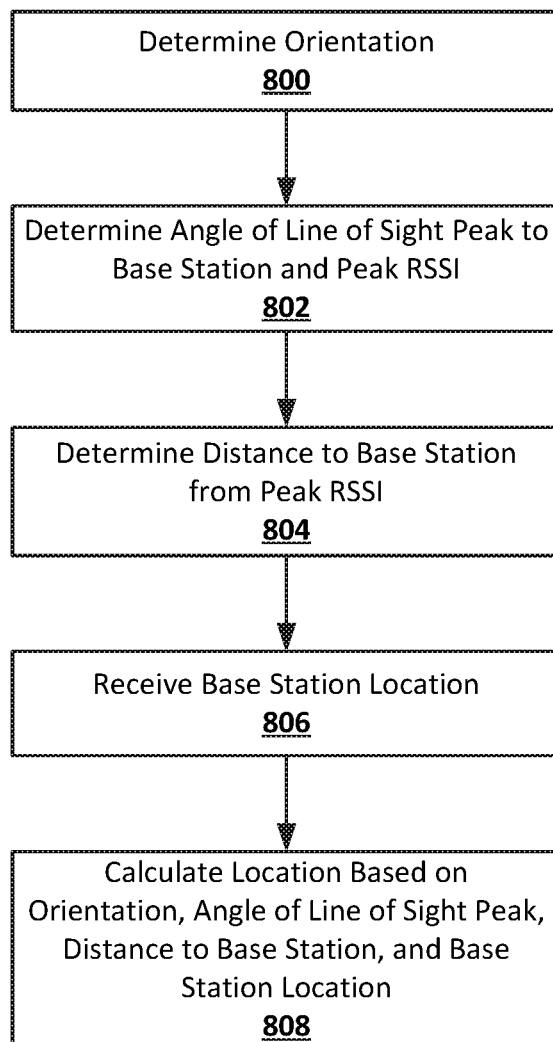 Determine Orientation
800
Determine Angle of Line of Sight Peak to
Base Station and Peak RSSI
802
Determine Distance to Base Station
from Peak RSSI
804
Receive Base Station Location
806
Calculate Location Based on
Orientation, Angle of Line of Sight Peak,
Distance to Base Station, and Base
Station Location
808